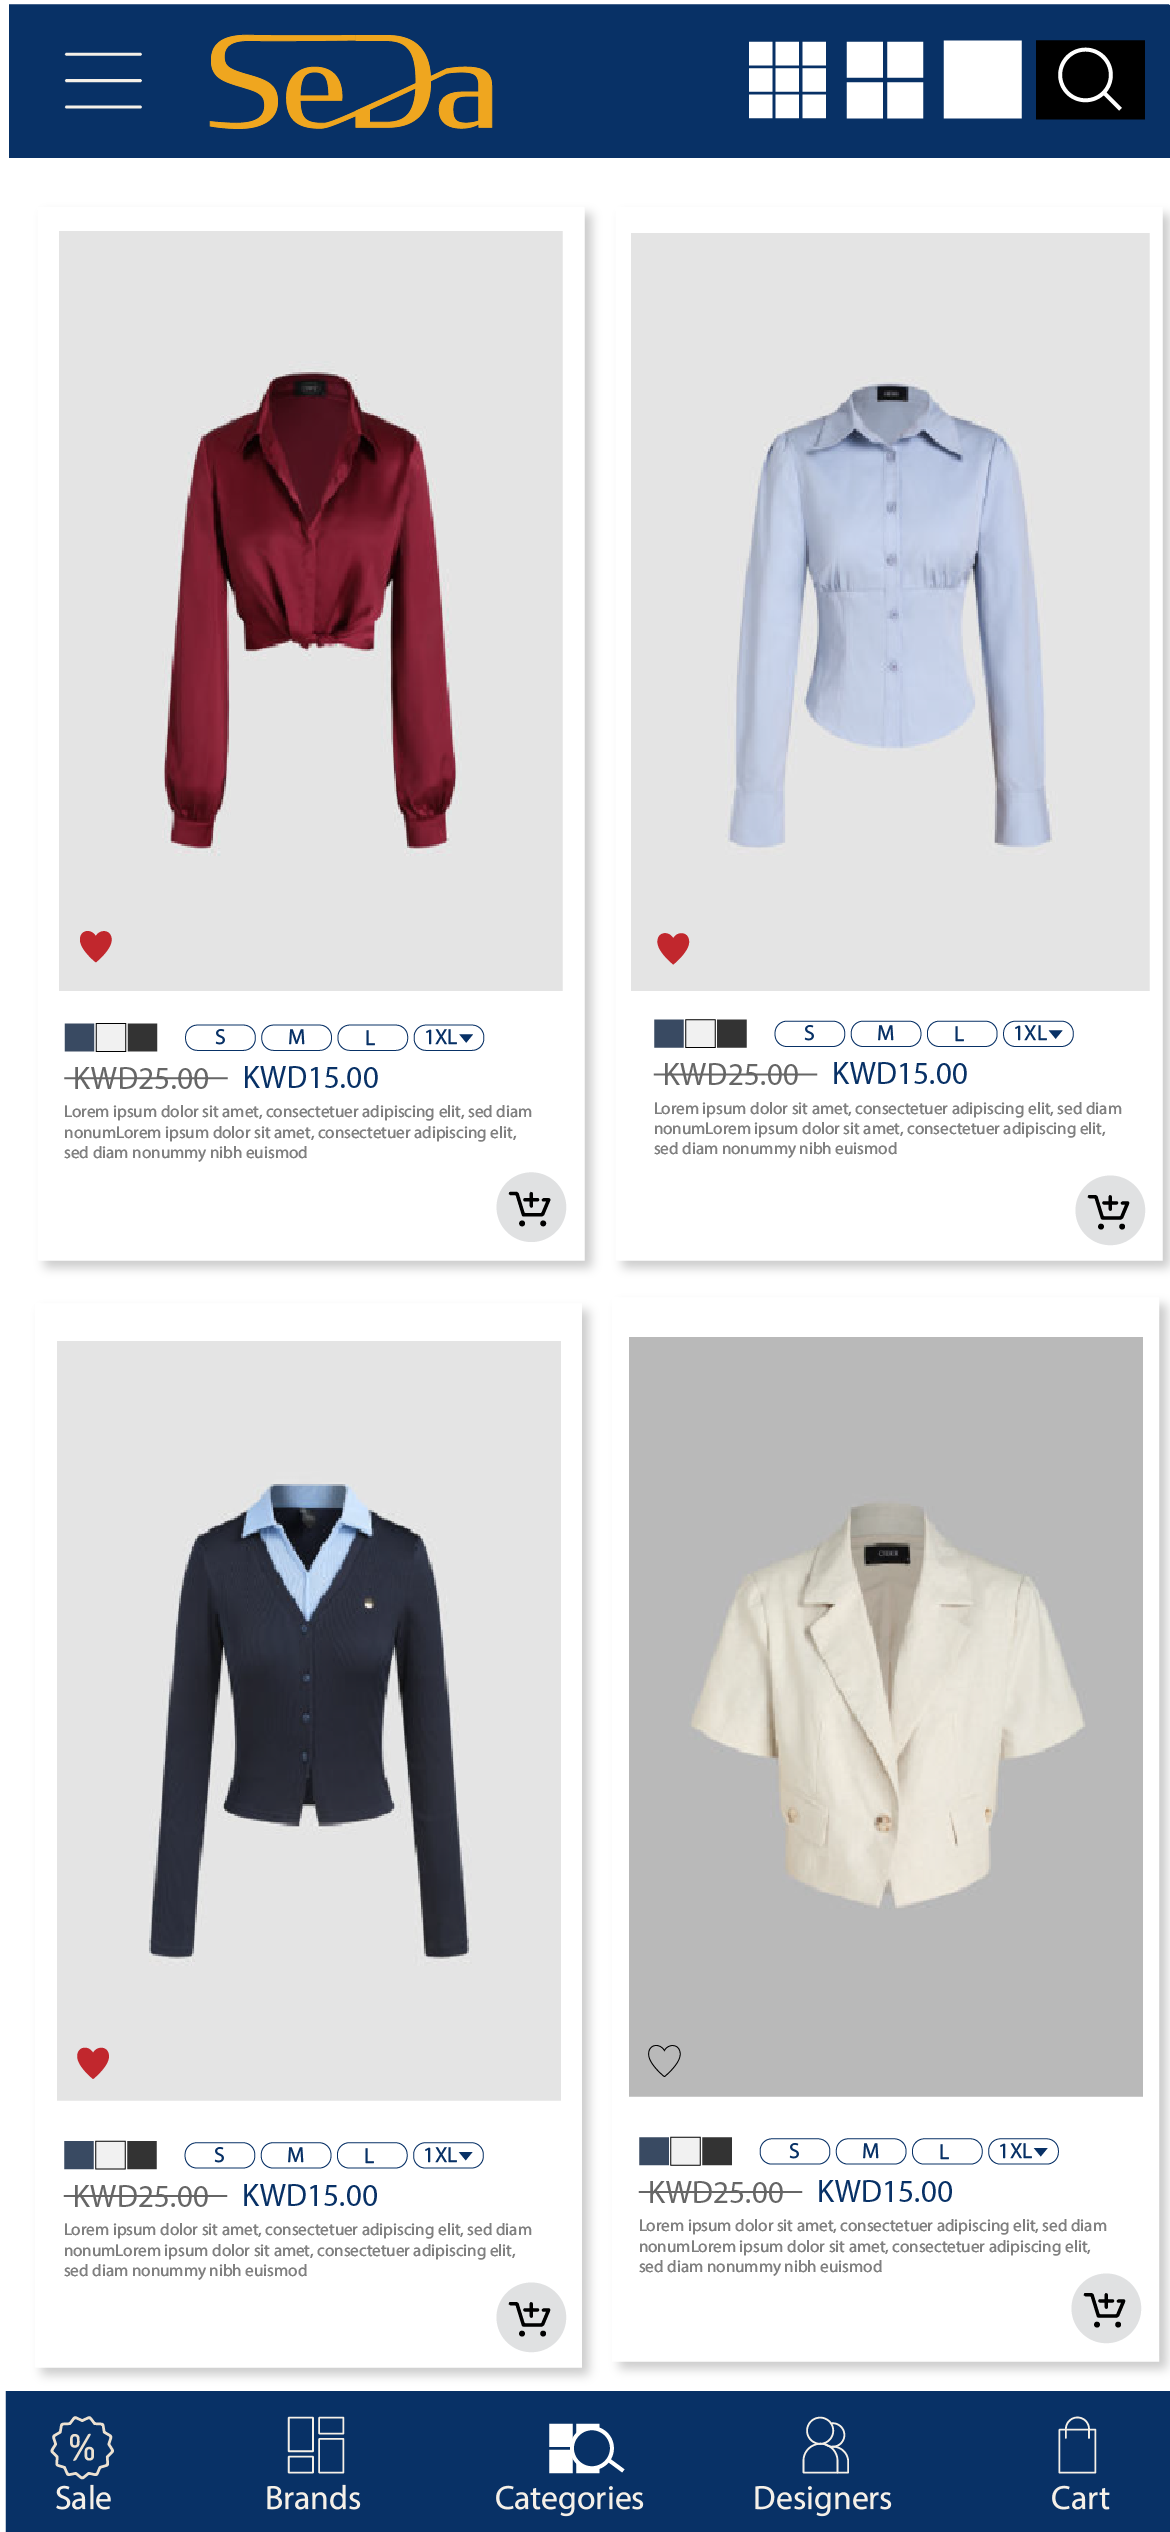 SeDa
S M L 1XL
KWD25.00 KWD15.00
Lorem ipsum dolor sit amet, consectetuer adipiscing elit, sed diam
nonumLorem ipsum dolor sit amet, consectetuer adipiscing elit,
sed diam nonummy nibh euismod
S M L 1XL
KWD25.00 KWD15.00
Lorem ipsum dolor sit amet, consectetuer adipiscing elit, sed diam
nonumLorem ipsum dolor sit amet, consectetuer adipiscing elit,
sed diam nonummy nibh euismod
S M L 1XL
KWD25.00 KWD15.00
Lorem ipsum dolor sit amet, consectetuer adipiscing elit, sed diam
nonumLorem ipsum dolor sit amet, consectetuer adipiscing elit,
sed diam nonummy nibh euismod
S M L 1XL
KWD25.00 KWD15.00
Lorem ipsum dolor sit amet, consectetuer adipiscing elit, sed diam
nonumLorem ipsum dolor sit amet, consectetuer adipiscing elit,
sed diam nonummy nibh euismod
%
Sale Brands Categories Designers Cart